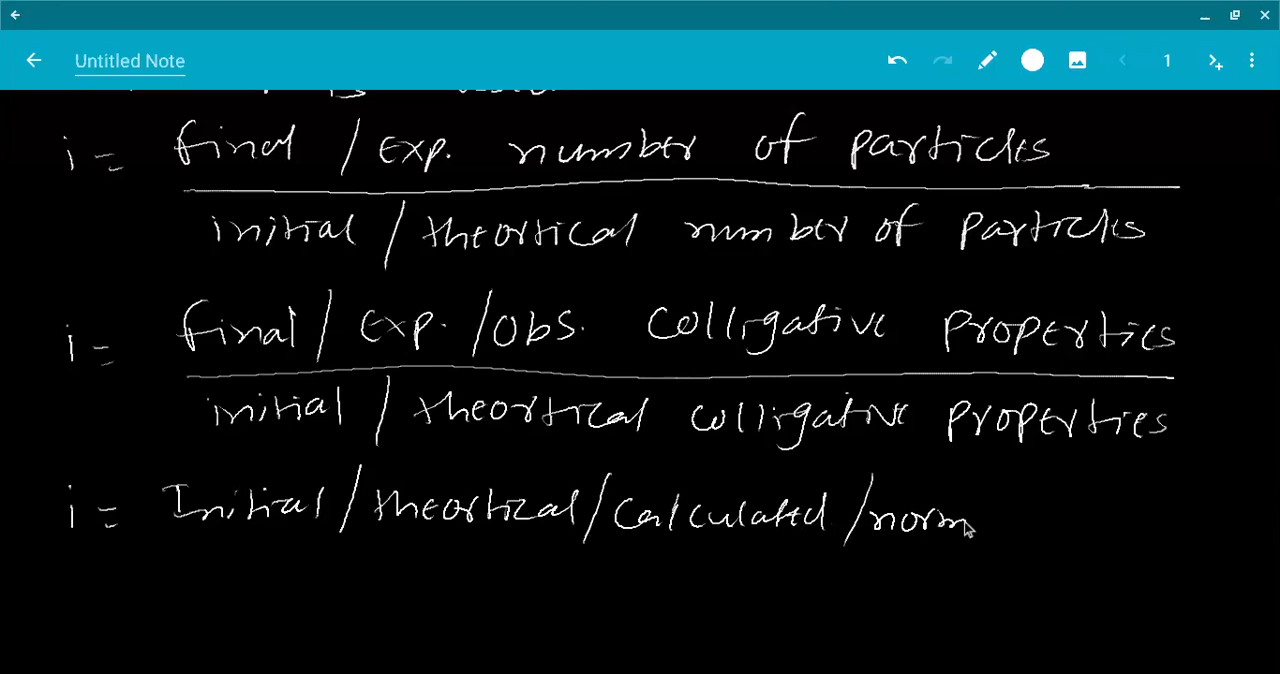 Untitled Note
1
i = final / Exp. number of particles
initial / theortical number of particles
i = final / Exp. / Obs. Colligative Properties
initial / theortical colligative properties
i = Initial / theortical / Calculated / norm